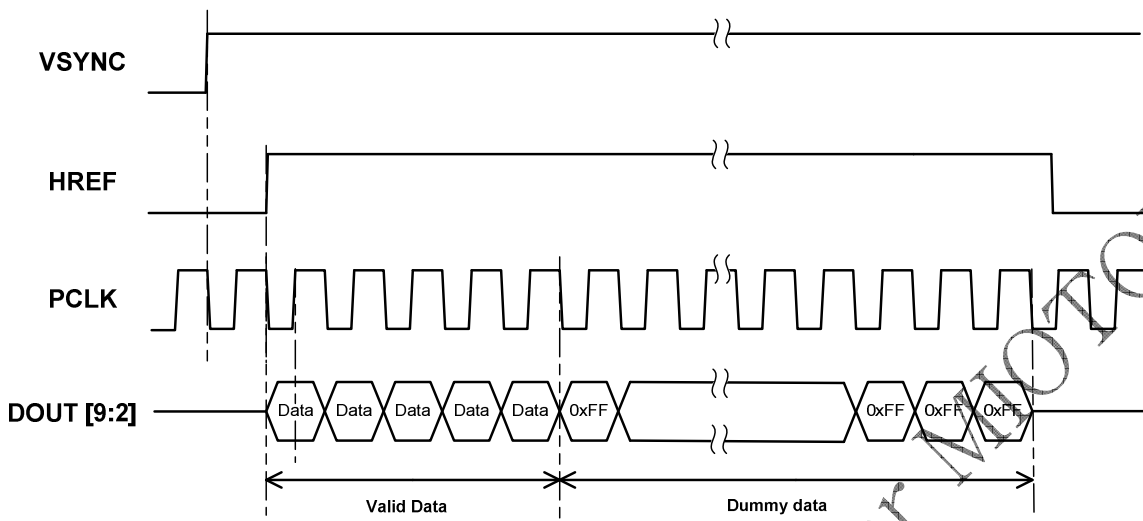 VSYNC
HREF
PCLK
DOUT [9:2]
Data Data Data Data Data 0xFF 0xFF 0xFF 0xFF
Valid Data
Dummy data